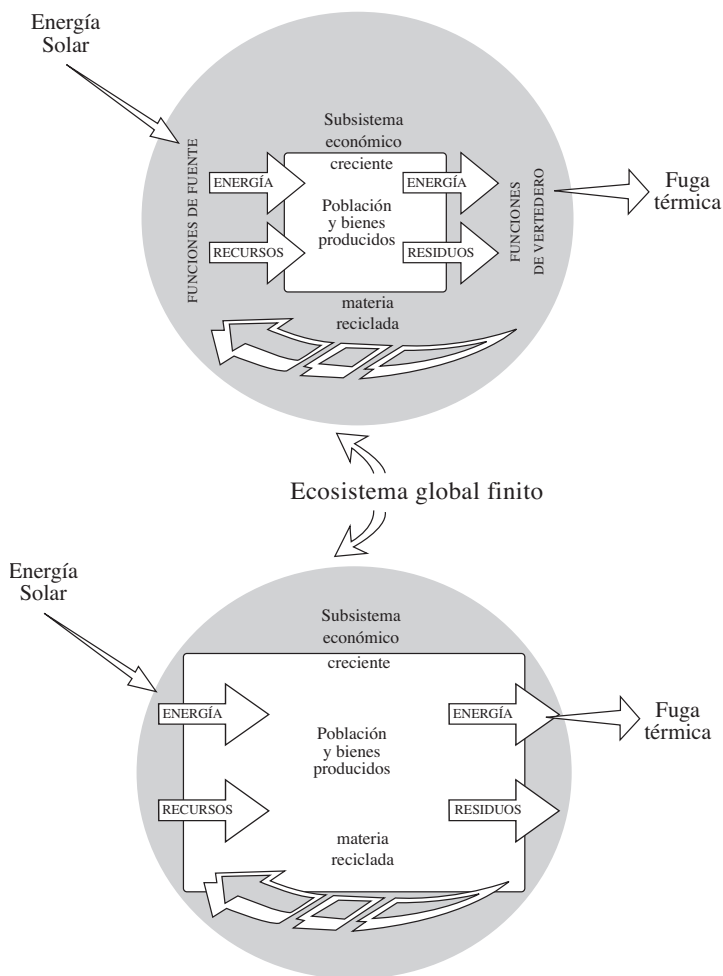 Energía
Solar
Subsistema
económico
creciente
FUNCIONES DE FUENTE
ENERGÍA
RECURSOS
Población
y bienes
producidos
ENERGÍA
RESIDUOS
FUNCIONES
DE VERTEDERO
Fuga
térmica
materia
reciclada
Ecosistema global finito
Energía
Solar
Subsistema
económico
creciente
ENERGÍA
RECURSOS
Población
y bienes
producidos
ENERGÍA
RESIDUOS
Fuga
térmica
materia
reciclada